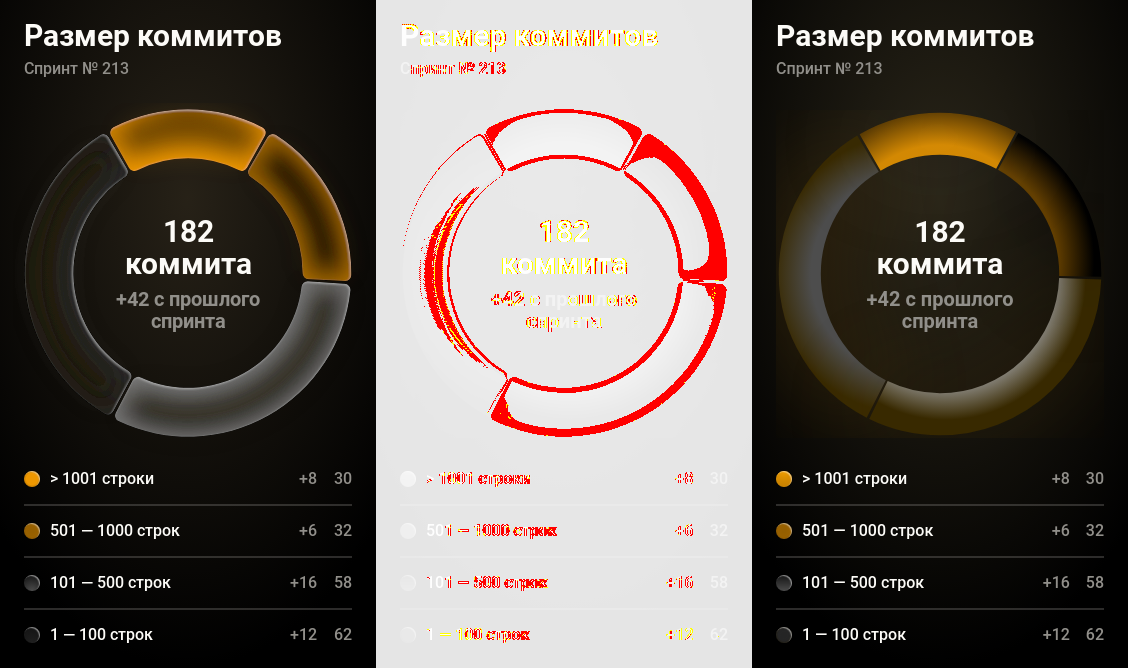 Размер коммитов
Спринт № 213
182
коммита
+42 с прошлого
спринта
> 1001 строки +8 30
501 — 1000 строк +6 32
101 — 500 строк +16 58
1 — 100 строк +12 62
Размер коммитов
Спринт № 213
182
коммита
+42 с прошлого
спринта
> 1001 строки +8 30
501 — 1000 строк +6 32
101 — 500 строк +16 58
1 — 100 строк +12 62
Размер коммитов
Спринт № 213
182
коммита
+42 с прошлого
спринта
> 1001 строки +8 30
501 — 1000 строк +6 32
101 — 500 строк +16 58
1 — 100 строк +12 62